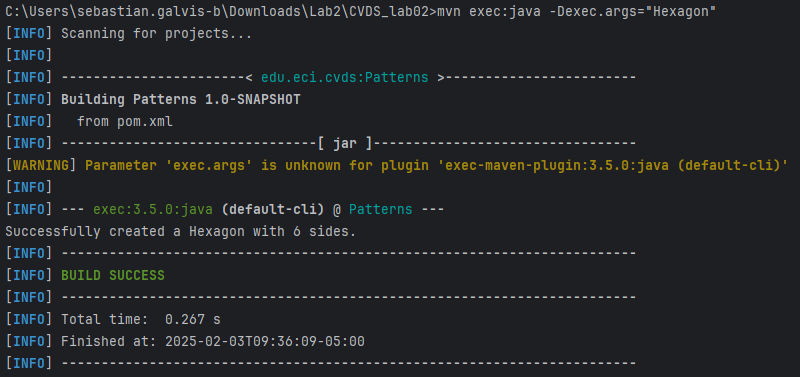 C:\Users\sebastian.galvis-b\Downloads\Lab2\CVDS_lab02>mvn exec:java -Dexec.args="Hexagon"
[INFO] Scanning for projects...
[INFO]
[INFO] -----------------------< edu.eci.cvds:Patterns >------------------------
[INFO] Building Patterns 1.0-SNAPSHOT
[INFO]   from pom.xml
[INFO] --------------------------------[ jar ]---------------------------------
[WARNING] Parameter 'exec.args' is unknown for plugin 'exec-maven-plugin:3.5.0:java (default-cli)'
[INFO]
[INFO] --- exec:3.5.0:java (default-cli) @ Patterns ---
Successfully created a Hexagon with 6 sides.
[INFO] ------------------------------------------------------------------------
[INFO] BUILD SUCCESS
[INFO] ------------------------------------------------------------------------
[INFO] Total time:  0.267 s
[INFO] Finished at: 2025-02-03T09:36:09-05:00
[INFO] ------------------------------------------------------------------------